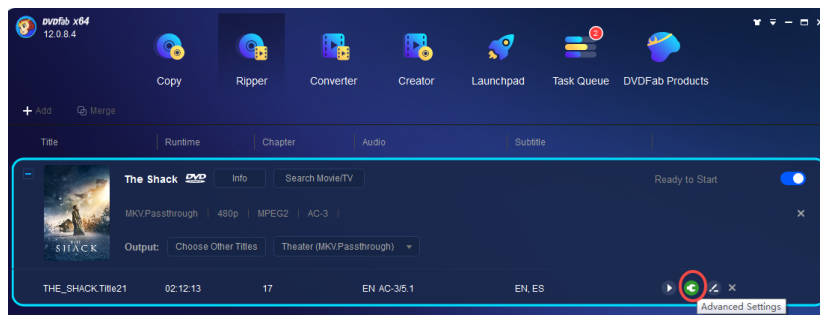 DVDFab x64
12.0.8.4
Copy Ripper Converter Creator Launchpad Task Queue 2 DVDFab Products
+ Add Merge
Title Runtime Chapter Audio Subtitle
The Shack DVD Info Search Movie/TV Ready to Start
MKV.Passthrough | 480p | MPEG2 | AC-3 |
THE
SHACK
Output: Choose Other Titles Theater (MKV.Passthrough)
THE_SHACK.Title21 02:12:13 17 EN AC-3/5.1 EN, ES
Advanced Settings